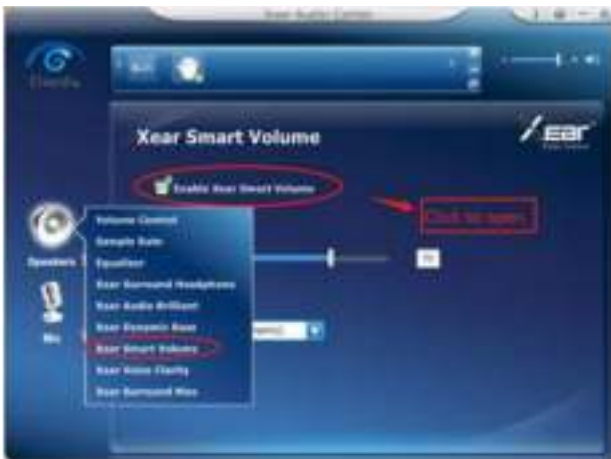 Xear Audio Center
Xear Smart Volume
Xear
Enable Xear Smart Volume
Click to open
Speakers
Volume Control
Sample Rate
Equalizer
Xear Surround Headphone
Xear Audio Brilliant
Xear Dynamic Bass
Xear Smart Volume
Xear Voice Clarity
Xear Surround Max
Mic